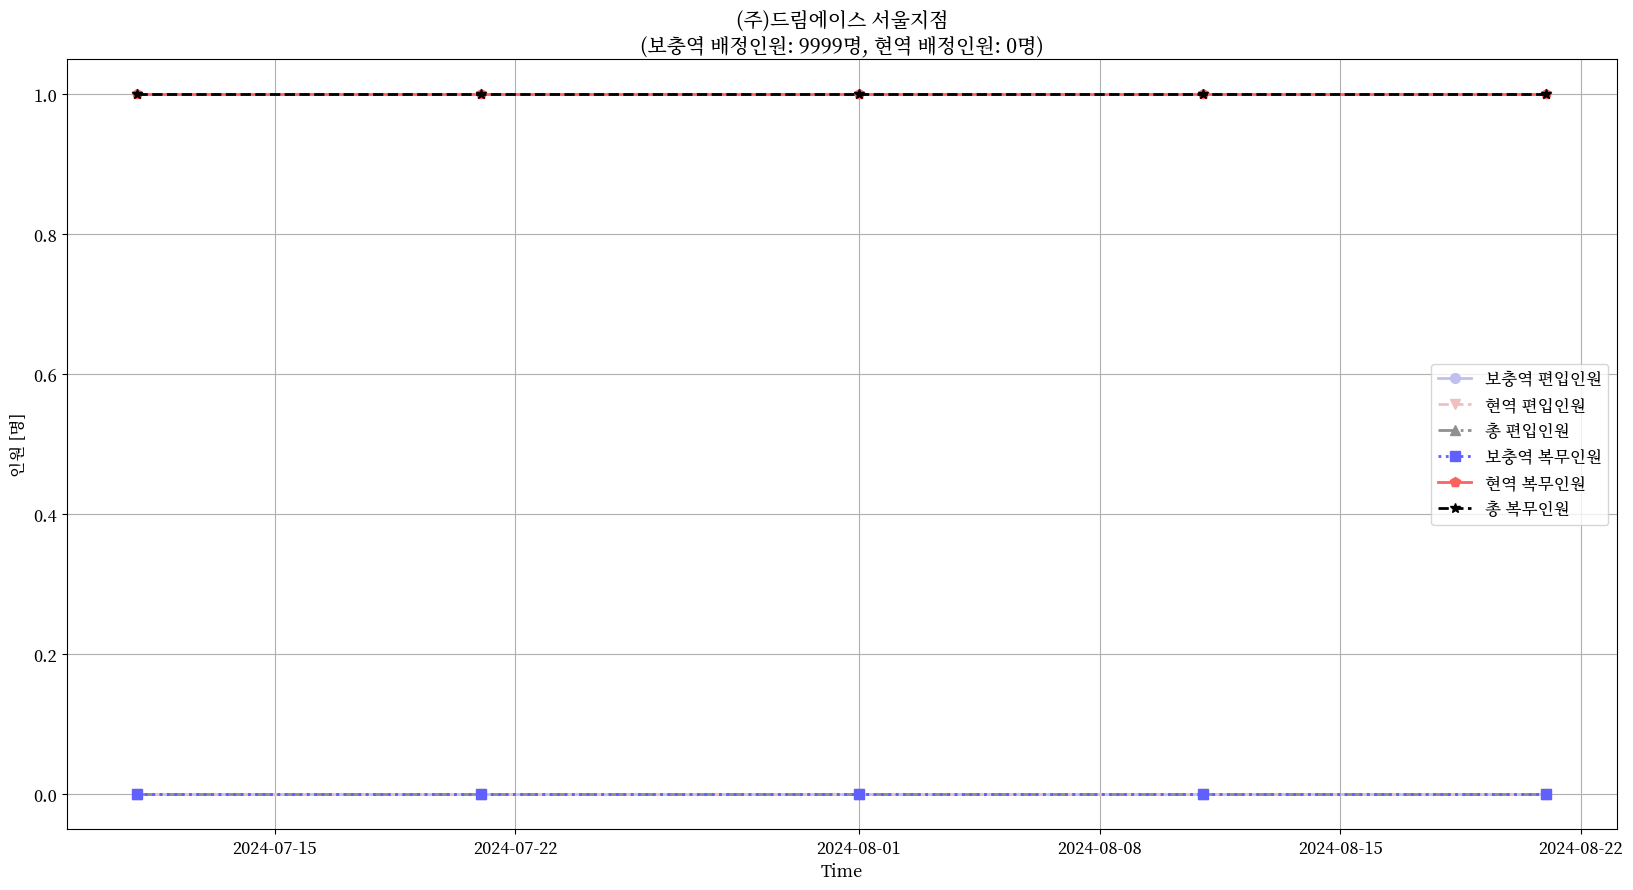 (주)드림에이스 서울지점
(보충역 배정인원: 9999명, 현역 배정인원: 0명)
1.0
0.8
0.6
0.4
0.2
0.0
인원 [명]
보충역 편입인원
현역 편입인원
총 편입인원
보충역 복무인원
현역 복무인원
총 복무인원
2024-07-15 2024-07-22 2024-08-01 2024-08-08 2024-08-15 2024-08-22
Time